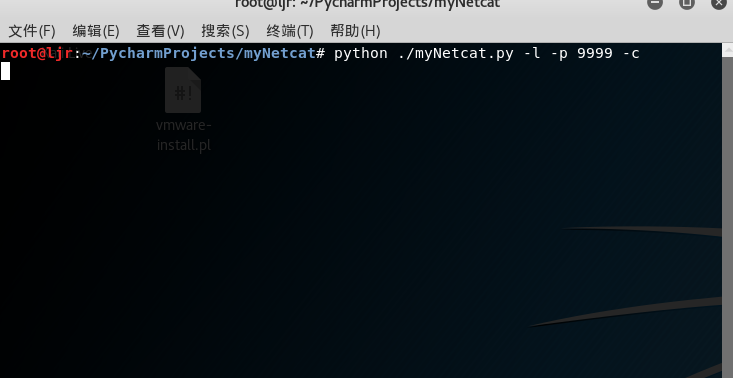 root@ljr: ~/PycharmProjects/myNetcat
文件(F) 编辑(E) 查看(V) 搜索(S) 终端(T) 帮助(H)
root@ljr:~/PycharmProjects/myNetcat# python ./myNetcat.py -l -p 9999 -c
#!
vmware-
install.pl